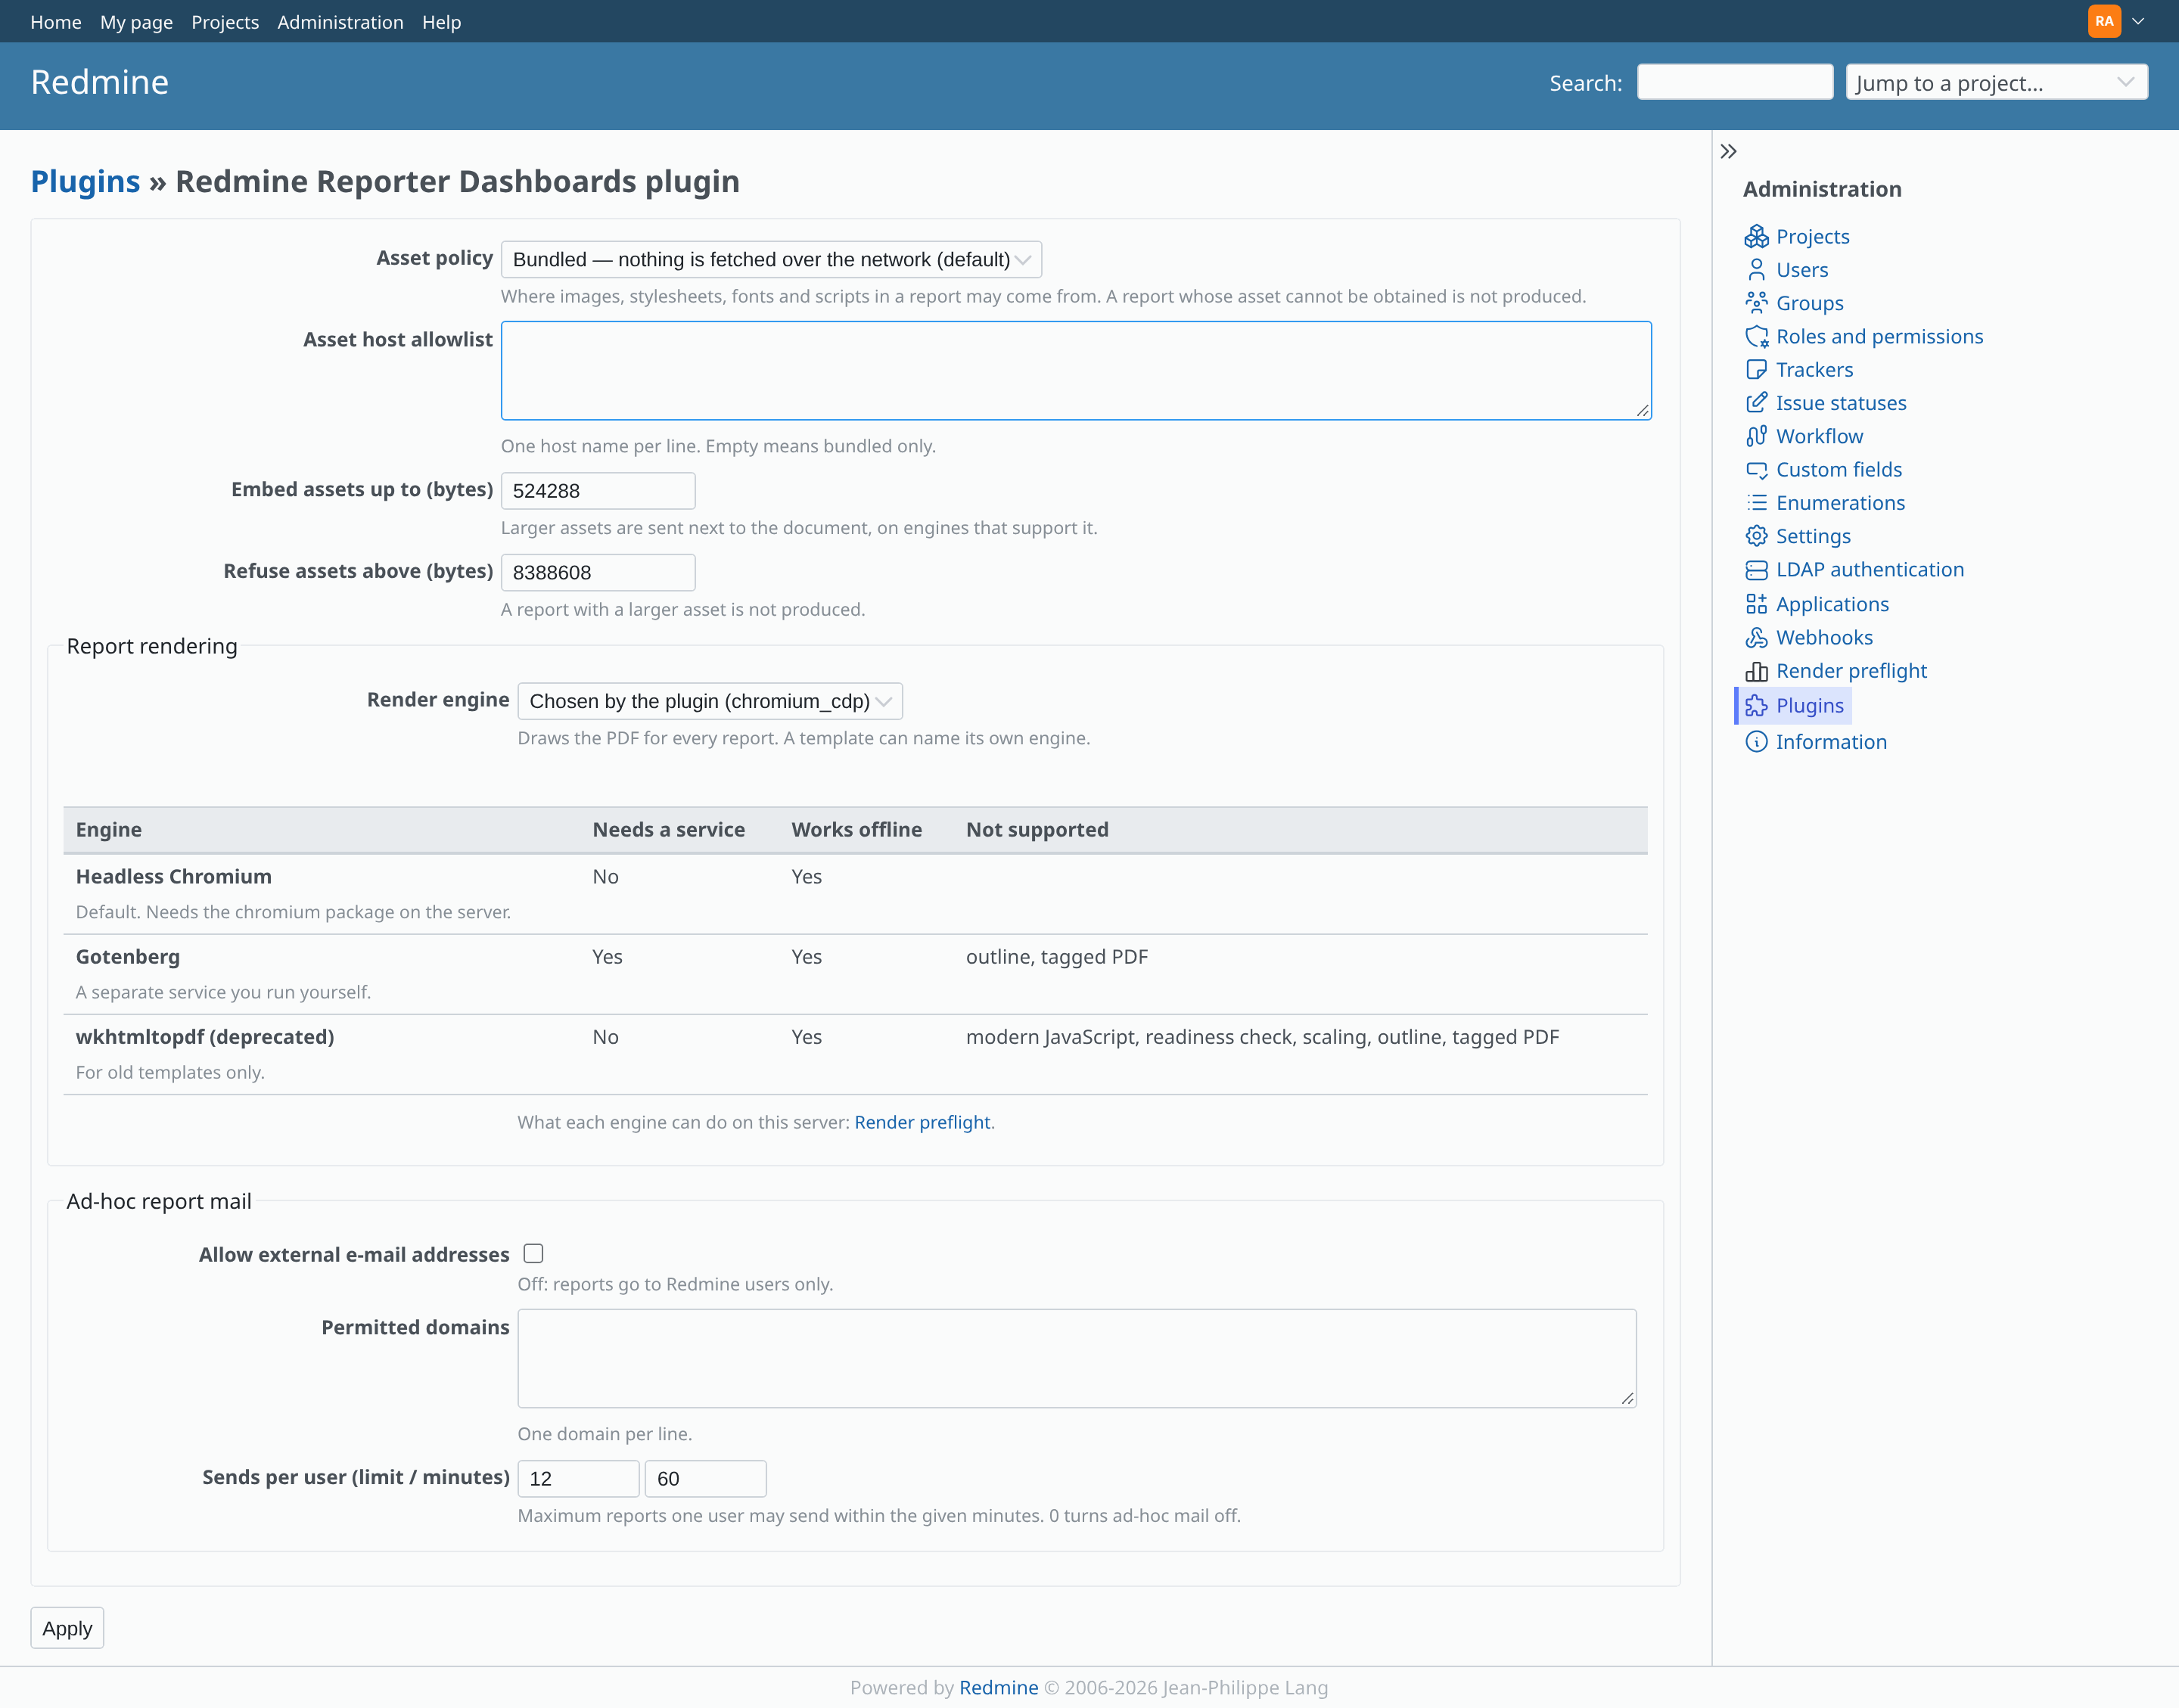 Home My page Projects Administration Help RA
Redmine Search: Jump to a project...
Plugins » Redmine Reporter Dashboards plugin
Asset policy Bundled — nothing is fetched over the network (default)
Where images, stylesheets, fonts and scripts in a report may come from. A report whose asset cannot be obtained is not produced.
Asset host allowlist
One host name per line. Empty means bundled only.
Embed assets up to (bytes) 524288
Larger assets are sent next to the document, on engines that support it.
Refuse assets above (bytes) 8388608
A report with a larger asset is not produced.
Report rendering
Render engine Chosen by the plugin (chromium_cdp)
Draws the PDF for every report. A template can name its own engine.
Engine Needs a service Works offline Not supported
Headless Chromium No Yes
Default. Needs the chromium package on the server.
Gotenberg Yes Yes outline, tagged PDF
A separate service you run yourself.
wkhtmltopdf (deprecated) No Yes modern JavaScript, readiness check, scaling, outline, tagged PDF
For old templates only.
What each engine can do on this server: Render preflight.
Ad-hoc report mail
Allow external e-mail addresses
Off: reports go to Redmine users only.
Permitted domains
One domain per line.
Sends per user (limit / minutes) 12 60
Maximum reports one user may send within the given minutes. 0 turns ad-hoc mail off.
Apply
Administration
Projects
Users
Groups
Roles and permissions
Trackers
Issue statuses
Workflow
Custom fields
Enumerations
Settings
LDAP authentication
Applications
Webhooks
Render preflight
Plugins
Information
Powered by Redmine © 2006-2026 Jean-Philippe Lang